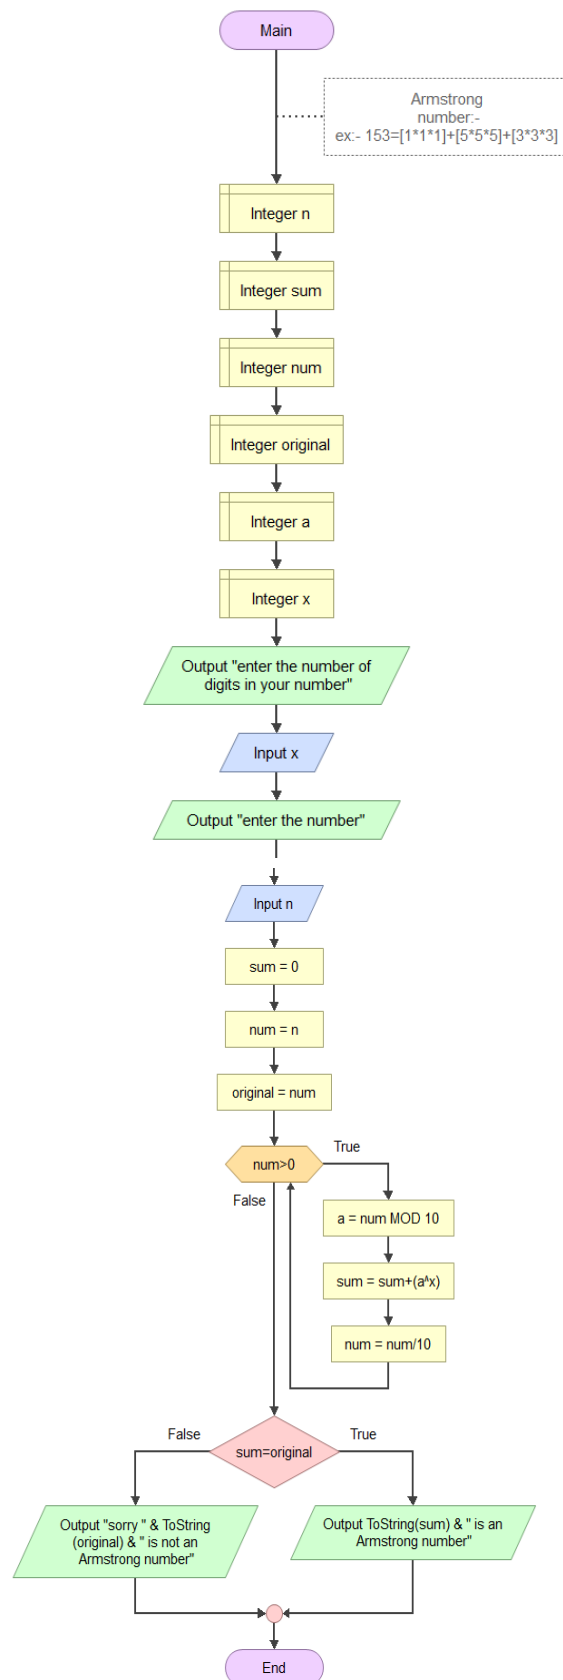 Main
Armstrong
number:-
ex:- 153=[1*1*1]+[5*5*5]+[3*3*3]
Integer n
Integer sum
Integer num
Integer original
Integer a
Integer x
Output "enter the number of
digits in your number"
Input x
Output "enter the number"
Input n
sum = 0
num = n
original = num
num>0
True
False
a = num MOD 10
sum = sum+(a^x)
num = num/10
False
True
sum=original
Output "sorry " & ToString
(original) & " is not an
Armstrong number"
Output ToString(sum) & " is an
Armstrong number"
End